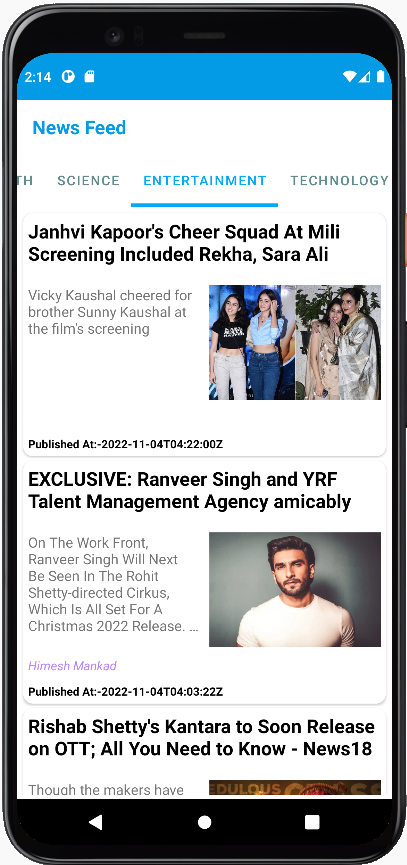 2:14
News Feed
TH SCIENCE ENTERTAINMENT TECHNOLOGY
Janhvi Kapoor's Cheer Squad At Mili
Screening Included Rekha, Sara Ali
Vicky Kaushal cheered for
brother Sunny Kaushal at
the film's screening
Published At:-2022-11-04T04:22:00Z
EXCLUSIVE: Ranveer Singh and YRF
Talent Management Agency amicably
On The Work Front,
Ranveer Singh Will Next
Be Seen In The Rohit
Shetty-directed Cirkus,
Which Is All Set For A
Christmas 2022 Release. …
Himesh Mankad
Published At:-2022-11-04T04:03:22Z
Rishab Shetty's Kantara to Soon Release
on OTT; All You Need to Know - News18
Though the makers have